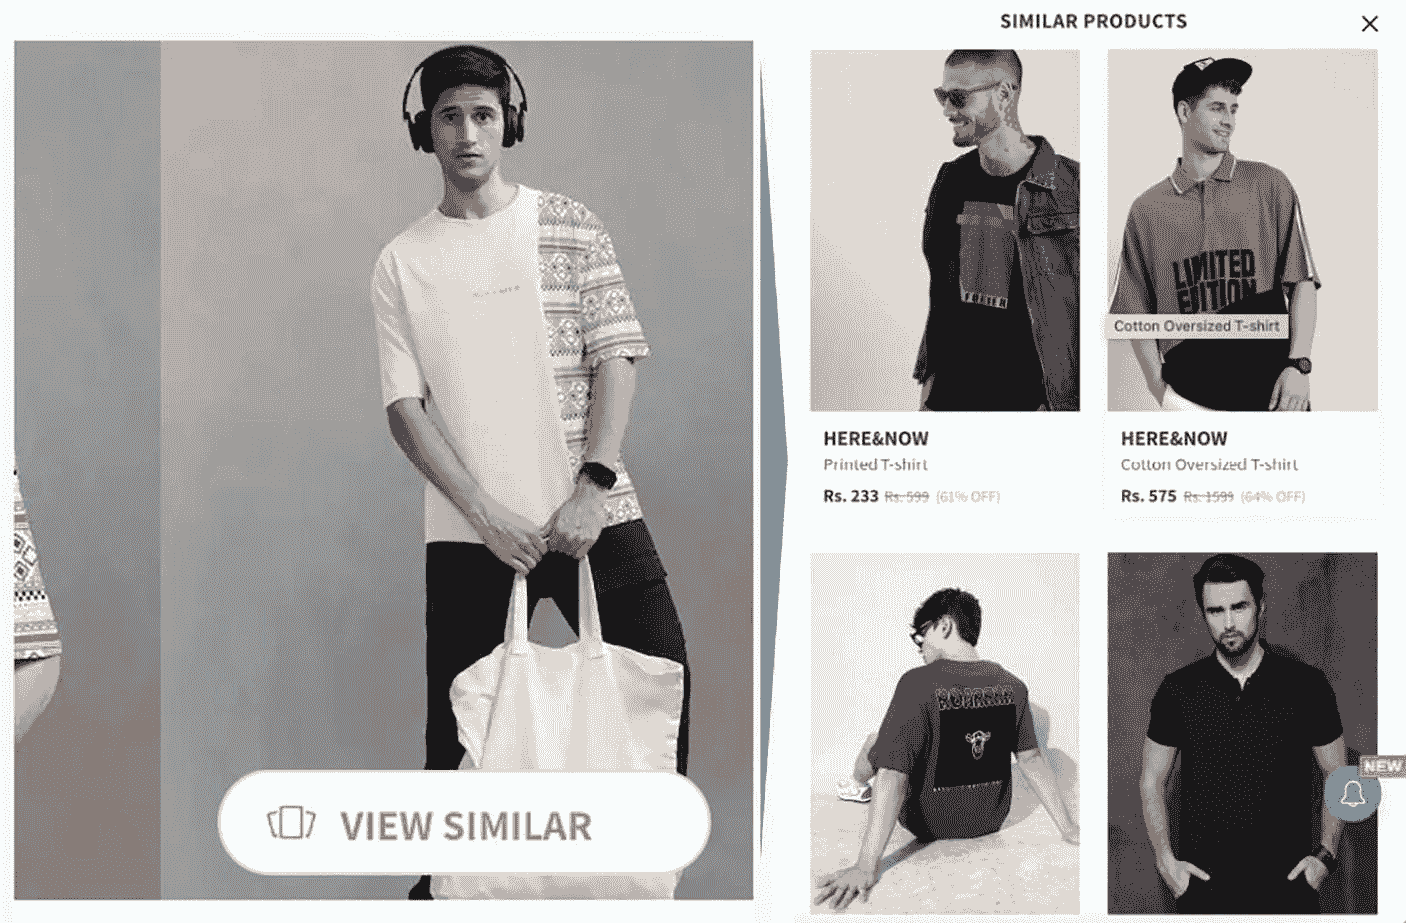 VIEW SIMILAR
SIMILAR PRODUCTS
LIMITED
EDITION
Cotton Oversized T-shirt
HERE&NOW
Printed T-shirt
Rs. 233 Rs. 599 (61% OFF)
HERE&NOW
Cotton Oversized T-shirt
Rs. 575 Rs. 1599 (64% OFF)
NEW